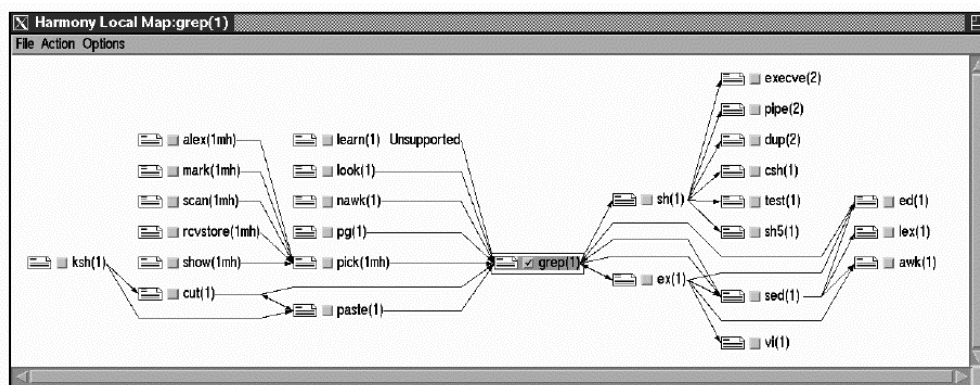 Harmony Local Map:grep(1)
File Action Options
execve(2)
pipe(2)
alex(1mh) learn(1) Unsupported dup(2)
mark(1mh) look(1) csh(1)
scan(1mh) nawk(1) sh(1) test(1) ed(1)
rcvstore(1mh) pg(1) sh5(1) lex(1)
ksh(1) show(1mh) pick(1mh) grep(1) awk(1)
cut(1) ex(1) sed(1)
paste(1)
vi(1)